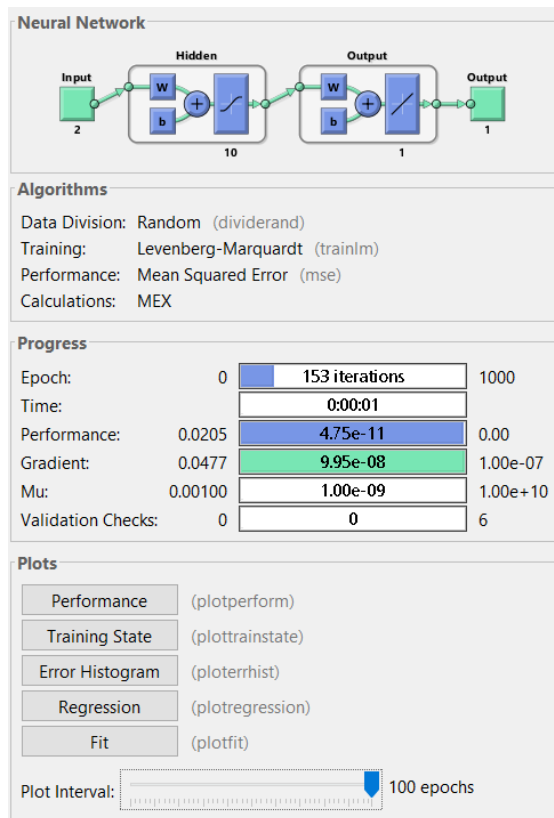 Neural Network
Hidden Output
Input W b + W b + Output
2 10 1 1
Algorithms
Data Division: Random (dividerand)
Training: Levenberg-Marquardt (trainlm)
Performance: Mean Squared Error (mse)
Calculations: MEX
Progress
Epoch: 0 153 iterations 1000
Time: 0:00:01
Performance: 0.0205 4.75e-11 0.00
Gradient: 0.0477 9.95e-08 1.00e-07
Mu: 0.00100 1.00e-09 1.00e+10
Validation Checks: 0 0 6
Plots
Performance (plotperform)
Training State (plottrainstate)
Error Histogram (ploterrhist)
Regression (plotregression)
Fit (plotfit)
Plot Interval: 100 epochs